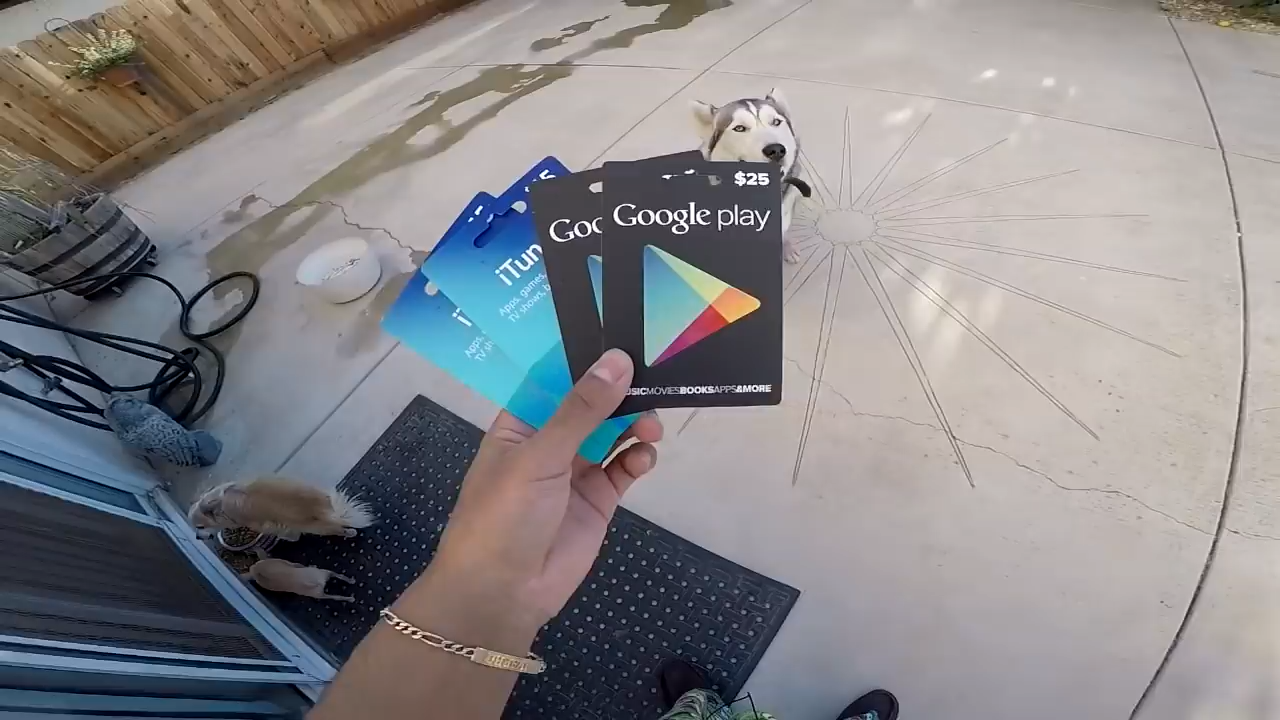 $25
Google play
Goo
iTun
Apps, games,
TV shows, b
MUSICMOVIESBOOKSAPPS&MORE